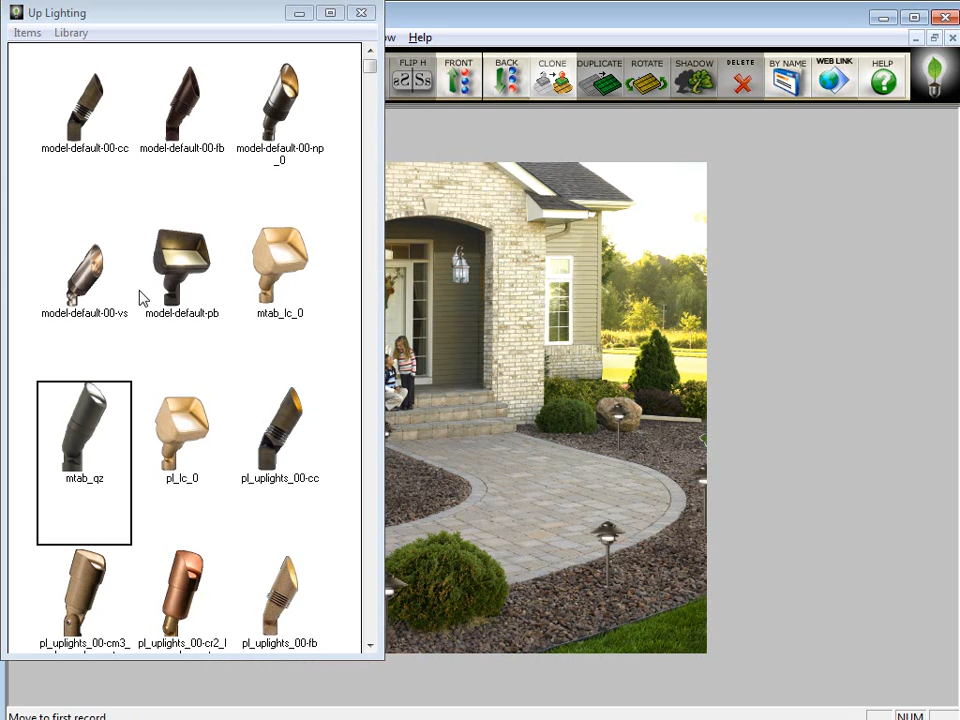 Up Lighting
Items Library
ow Help
FLIP H FRONT BACK CLONE DUPLICATE ROTATE SHADOW DELETE BY NAME WEB LINK HELP
model-default-00-cc model-default-00-fb model-default-00-np
_0
model-default-00-vs model-default-pb mtab_lc_0
mtab_qz pl_lc_0 pl_uplights_00-cc
pl_uplights_00-cm3_ pl_uplights_00-cr2_l pl_uplights_00-fb
Move to first record
NUM